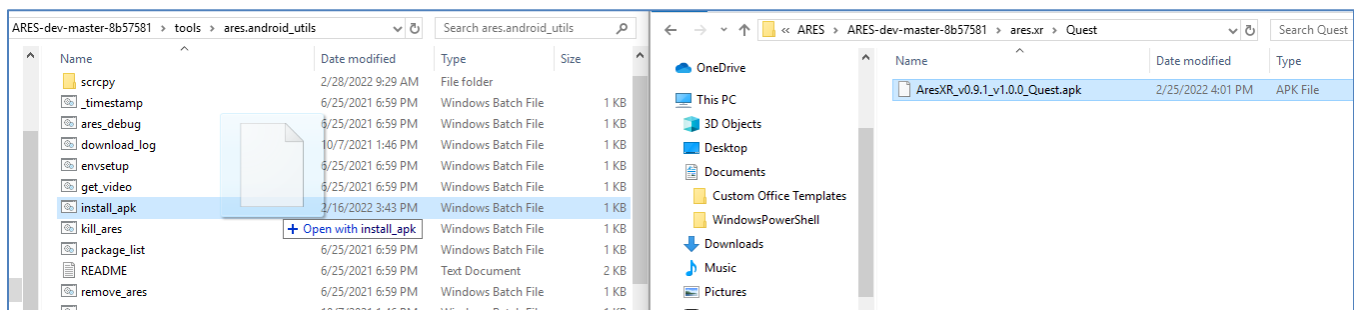 ARES-dev-master-8b57581 › tools › ares.android_utils
Search ares.android_utils
Name Date modified Type Size
scrcpy 2/28/2022 9:29 AM File folder
_timestamp 6/25/2021 6:59 PM Windows Batch File 1 KB
ares_debug 6/25/2021 6:59 PM Windows Batch File 1 KB
download_log 10/7/2021 1:46 PM Windows Batch File 1 KB
envsetup 6/25/2021 6:59 PM Windows Batch File 1 KB
get_video 6/25/2021 6:59 PM Windows Batch File 1 KB
install_apk 2/16/2022 3:43 PM Windows Batch File 1 KB
kill_ares Windows Batch File 1 KB
+ Open with install_apk
package_list 6/25/2021 6:59 PM Windows Batch File 1 KB
README 6/25/2021 6:59 PM Text Document 2 KB
remove_ares 6/25/2021 6:59 PM Windows Batch File 1 KB
« ARES › ARES-dev-master-8b57581 › ares.xr › Quest
Search Quest
OneDrive
This PC
3D Objects
Desktop
Documents
Custom Office Templates
WindowsPowerShell
Downloads
Music
Pictures
Name Date modified Type
AresXR_v0.9.1_v1.0.0_Quest.apk 2/25/2022 4:01 PM APK File